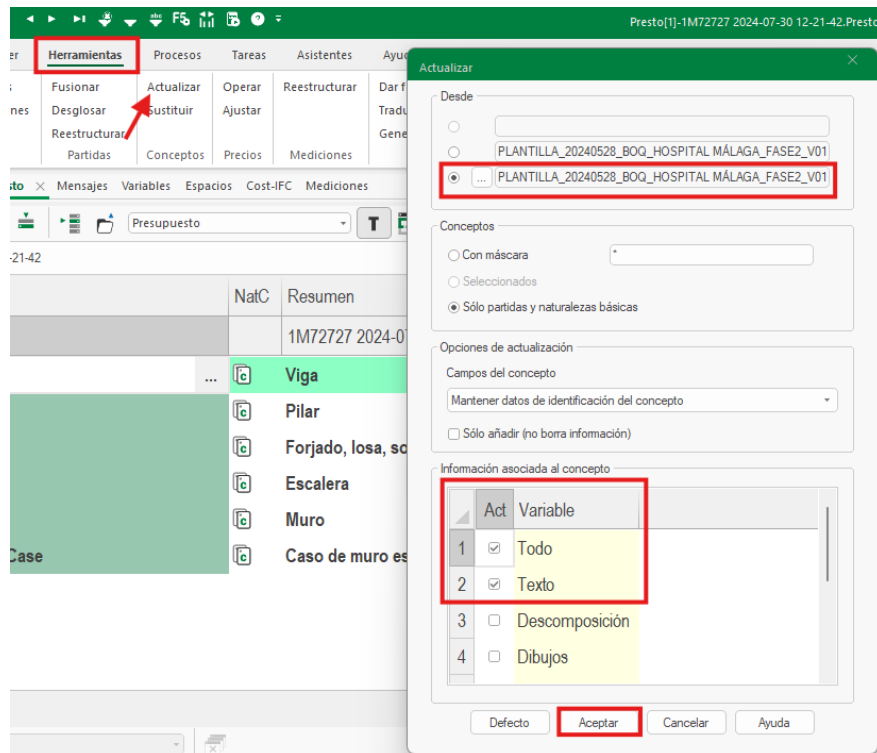 F5
Presto[1]-1M72727 2024-07-30 12-21-42.Presto
er Herramientas Procesos Tareas Asistentes Ayuc
Fusionar Actualizar Operar Reestructurar Dar f
nes Desglosar Sustituir Ajustar Tradu
Reestructurar Gene
Partidas Conceptos Precios Mediciones
sto × Mensajes Variables Espacios Cost-IFC Mediciones
Presupuesto T
-21-42
NatC Resumen
1M72727 2024-0
... Viga
Pilar
Forjado, losa, so
Escalera
Muro
Case Caso de muro es
Actualizar
Desde
PLANTILLA_20240528_BOQ_HOSPITAL MÁLAGA_FASE2_V01
... PLANTILLA_20240528_BOQ_HOSPITAL MÁLAGA_FASE2_V01
Conceptos
Con máscara *
Seleccionados
Sólo partidas y naturalezas básicas
Opciones de actualización
Campos del concepto
Mantener datos de identificación del concepto
Sólo añadir (no borra información)
Información asociada al concepto
Act Variable
1 Todo
2 Texto
3 Descomposición
4 Dibujos
Defecto Aceptar Cancelar Ayuda